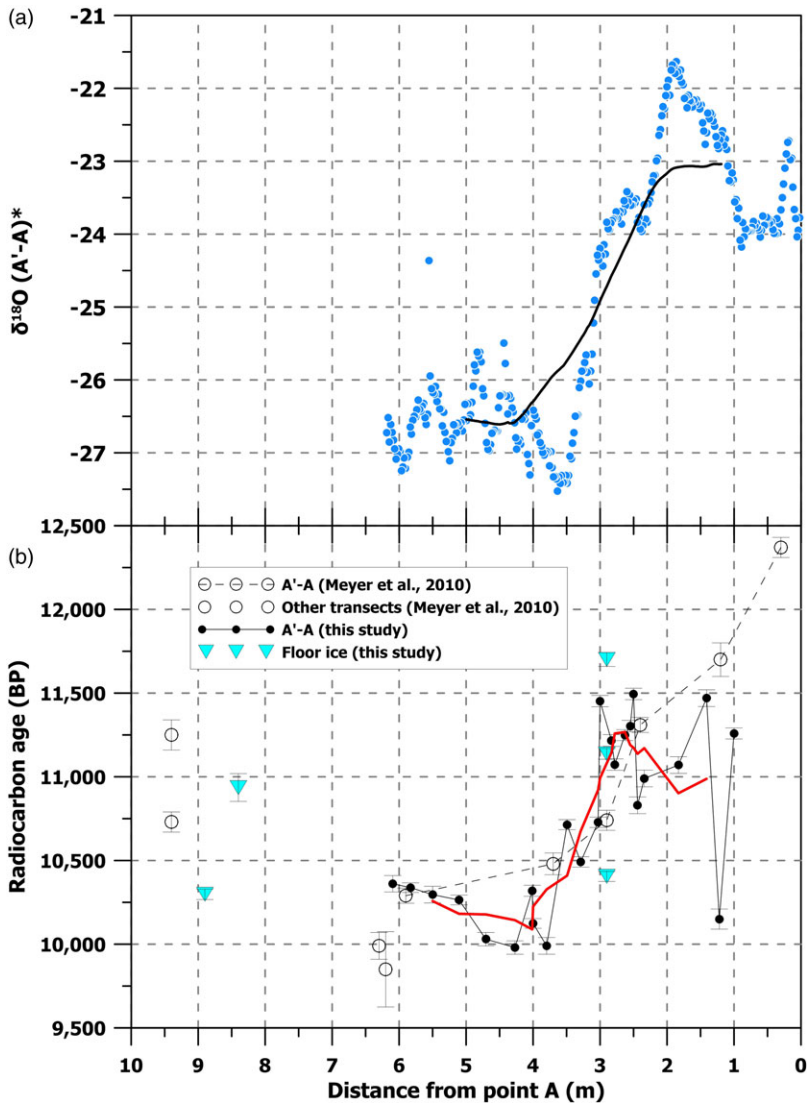 (a)
-21
-22
-23
-24
-25
-26
-27
δ18O (A'-A)*
(b)
12,500
12,000
11,500
11,000
10,500
10,000
9,500
Radiocarbon age (BP)
A'-A (Meyer et al., 2010)
Other transects (Meyer et al., 2010)
A'-A (this study)
Floor ice (this study)
10 9 8 7 6 5 4 3 2 1 0
Distance from point A (m)